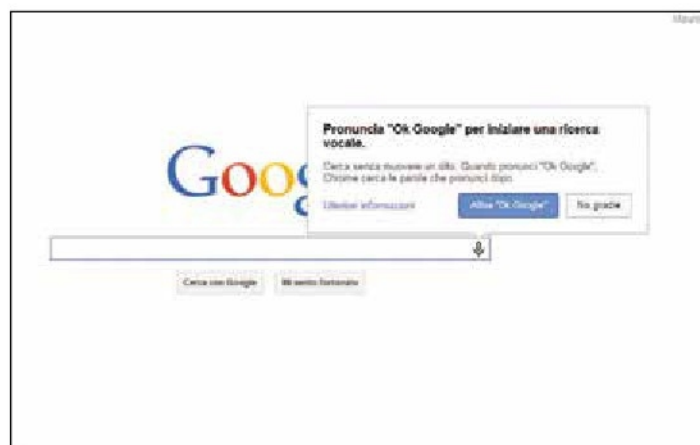 Pronuncia "Ok Google" per iniziare una ricerca
vocale.
Cerca senza muovere un dito. Quando pronunci "Ok Google",
Chrome cerca le parole che pronunci dopo.
Goog
Ulteriori informazioni
Attiva "Ok Google"
No, grazie
Cerca con Google
Mi sento fortunato